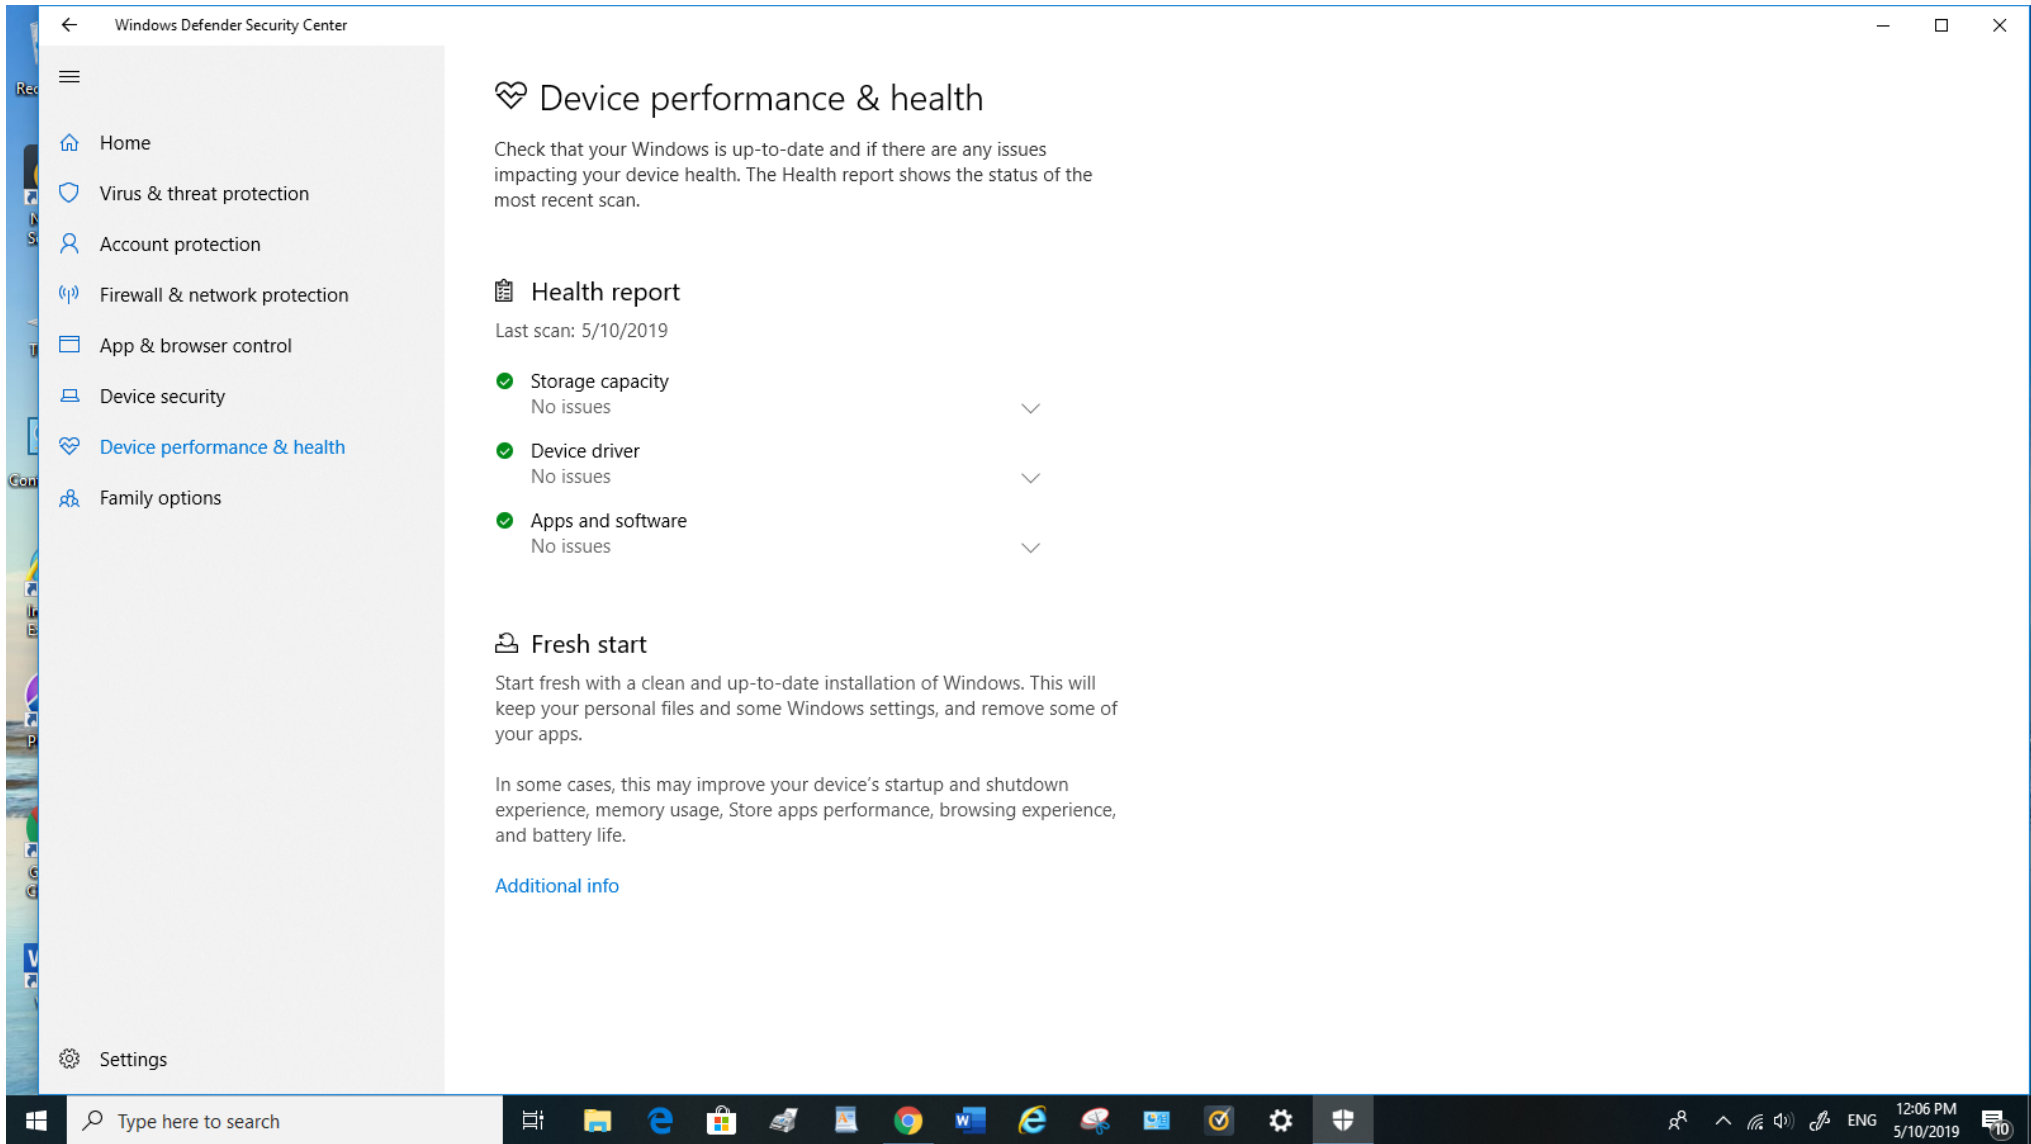 Windows Defender Security Center
Home
Virus & threat protection
Account protection
Firewall & network protection
App & browser control
Device security
Device performance & health
Family options
Settings
Device performance & health
Check that your Windows is up-to-date and if there are any issues
impacting your device health. The Health report shows the status of the
most recent scan.
Health report
Last scan: 5/10/2019
Storage capacity
No issues
Device driver
No issues
Apps and software
No issues
Fresh start
Start fresh with a clean and up-to-date installation of Windows. This will
keep your personal files and some Windows settings, and remove some of
your apps.
In some cases, this may improve your device's startup and shutdown
experience, memory usage, Store apps performance, browsing experience,
and battery life.
Additional info
Type here to search
ENG
12:06 PM
5/10/2019
10